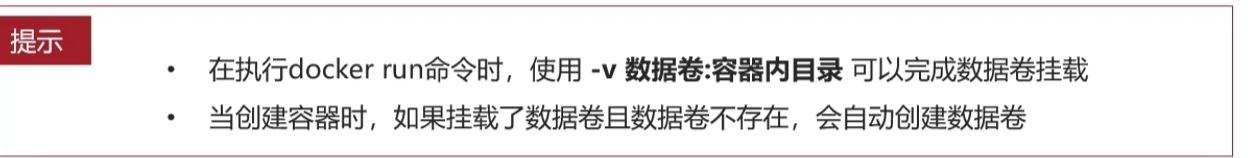 提示
• 在执行docker run命令时，使用 -v 数据卷:容器内目录 可以完成数据卷挂载
• 当创建容器时，如果挂载了数据卷且数据卷不存在，会自动创建数据卷